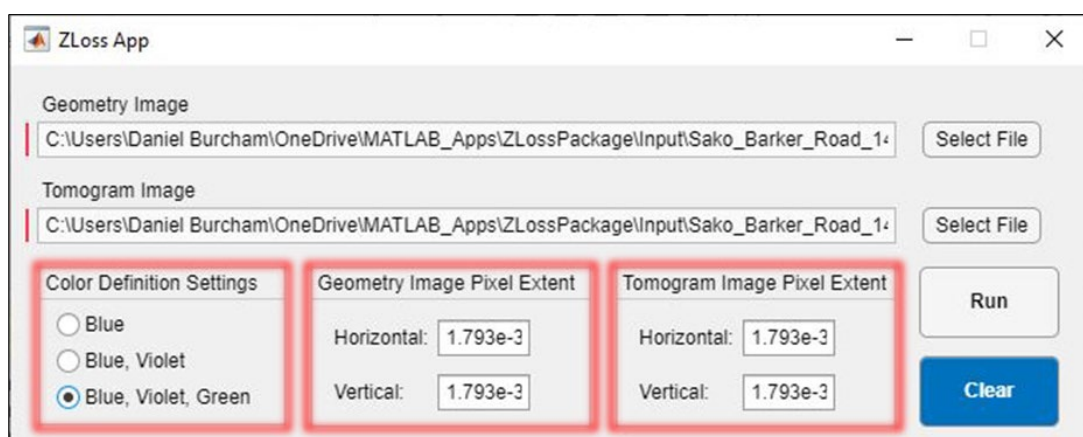 ZLoss App
Geometry Image
C:\Users\Daniel Burcham\OneDrive\MATLAB_Apps\ZLossPackage\Input\Sako_Barker_Road_14
Select File
Tomogram Image
C:\Users\Daniel Burcham\OneDrive\MATLAB_Apps\ZLossPackage\Input\Sako_Barker_Road_14
Select File
Color Definition Settings
Blue
Blue, Violet
Blue, Violet, Green
Geometry Image Pixel Extent
Horizontal: 1.793e-3
Vertical: 1.793e-3
Tomogram Image Pixel Extent
Horizontal: 1.793e-3
Vertical: 1.793e-3
Run
Clear